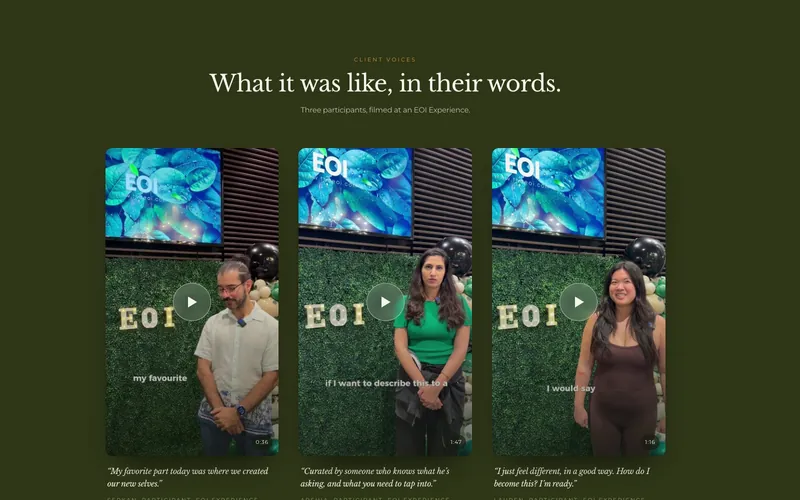 CLIENT VOICES
What it was like, in their words.
Three participants, filmed at an EOI Experience.
EOI
EOI
my favourite
0:36
EOI
EOI
if I want to describe this to a
1:47
EOI
EOI
I would say
1:16
“My favorite part today was where we created
our new selves.”
“Curated by someone who knows what he's
asking, and what you need to tap into.”
“I just feel different, in a good way. How do I
become this? I'm ready.”